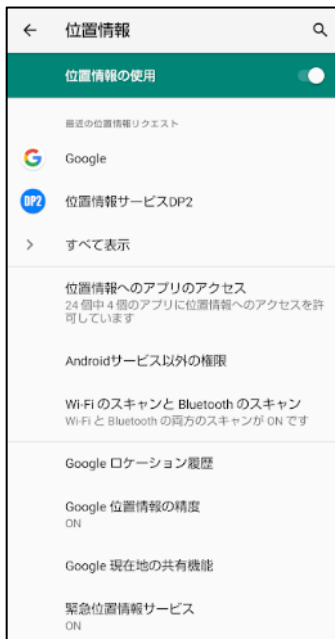 位置情報
位置情報の使用
最近の位置情報リクエスト
Google
DP2
位置情報サービスDP2
すべて表示
位置情報へのアプリのアクセス
24 個中 4 個のアプリに位置情報へのアクセスを許
可しています
Androidサービス以外の権限
Wi-Fi のスキャンと Bluetooth のスキャン
Wi-Fi と Bluetooth の両方のスキャンが ON です
Google ロケーション履歴
Google 位置情報の精度
ON
Google 現在地の共有機能
緊急位置情報サービス
ON